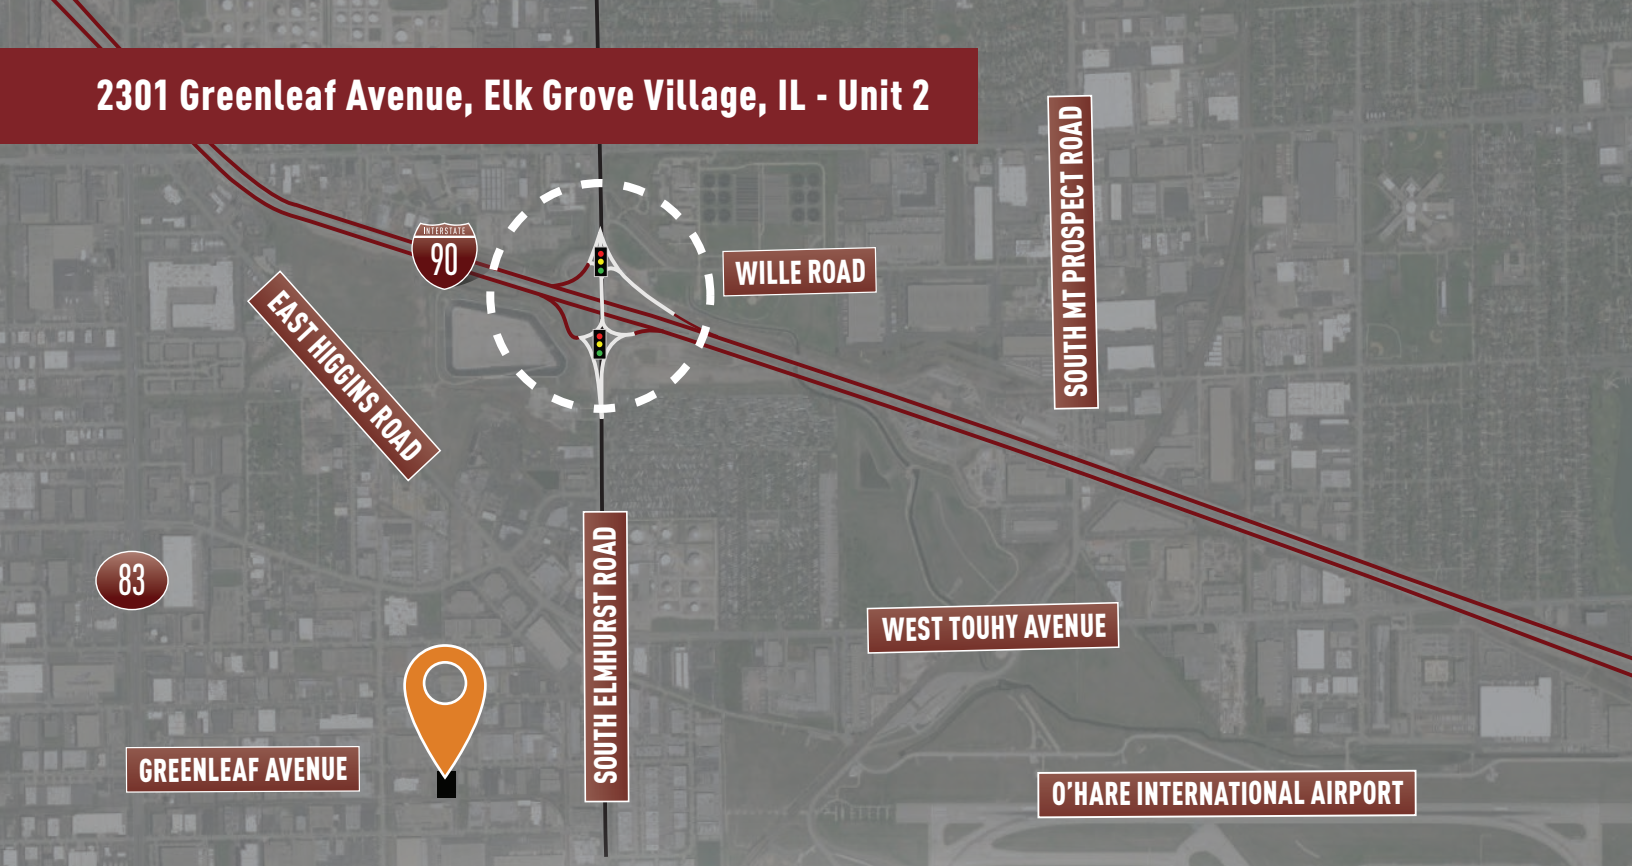 2301 Greenleaf Avenue, Elk Grove Village, IL - Unit 2
SOUTH MT PROSPECT ROAD
INTERSTATE
90
WILLE ROAD
EAST HIGGINS ROAD
SOUTH ELMHURST ROAD
83
WEST TOUHY AVENUE
GREENLEAF AVENUE
O'HARE INTERNATIONAL AIRPORT